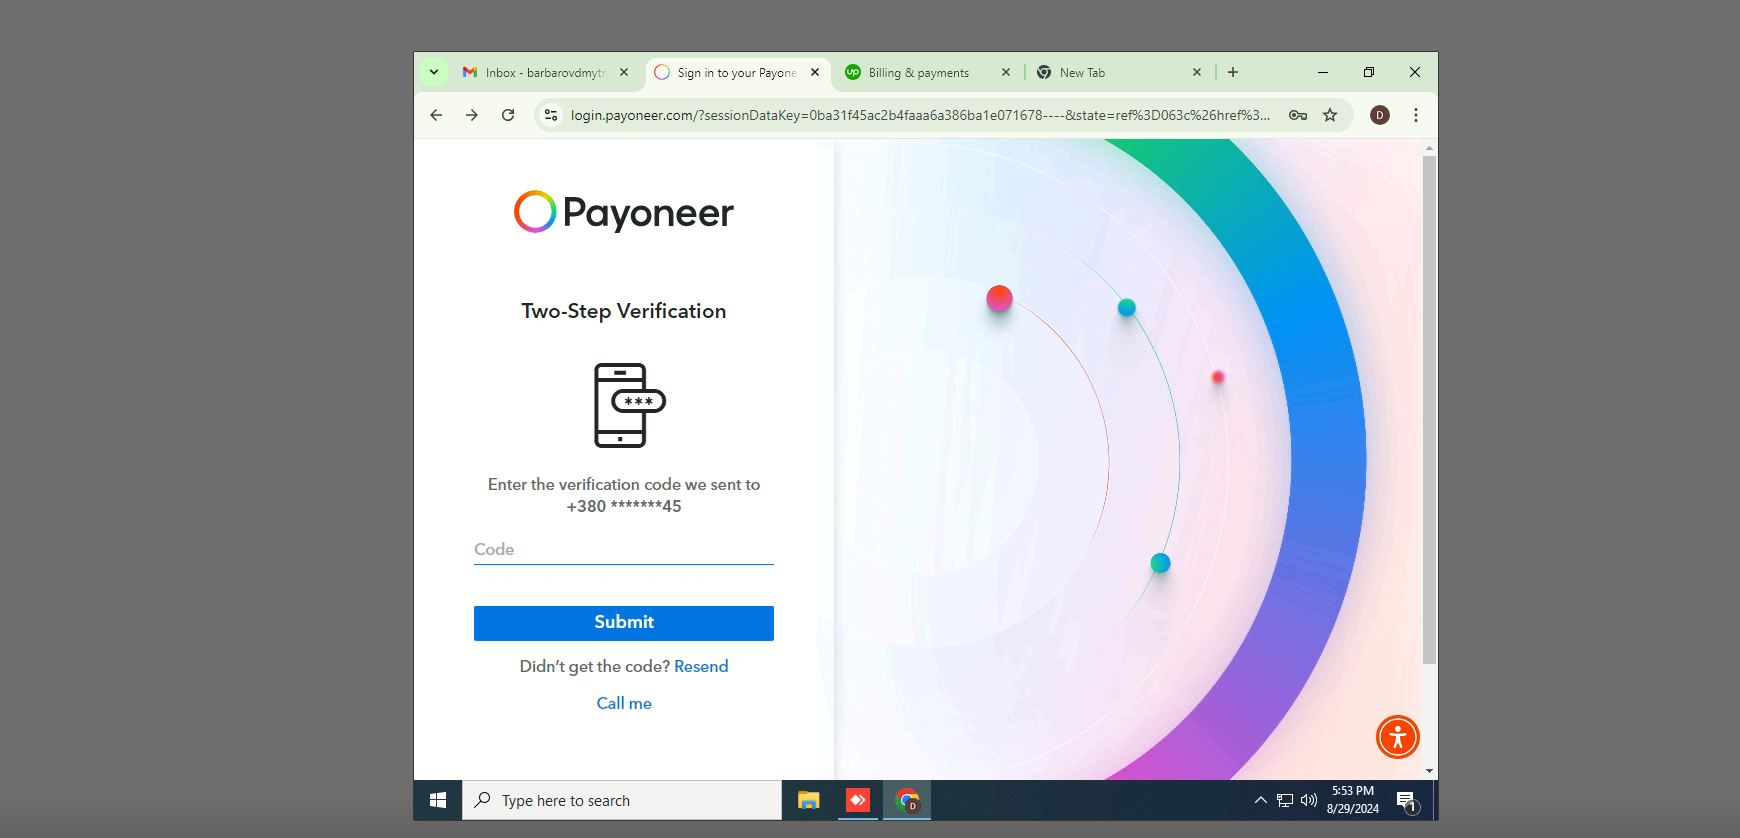 Inbox - barbarovdmytr
Sign in to your Payone
Billing & payments
New Tab
login.payoneer.com/?sessionDataKey=0ba31f45ac2b4faaa6a386ba1e071678----&state=ref%3D063c%26href%3...
D
Payoneer
Two-Step Verification
***
Enter the verification code we sent to
+380 *******45
Code
Submit
Didn't get the code? Resend
Call me
Type here to search
D
5:53 PM
8/29/2024
1